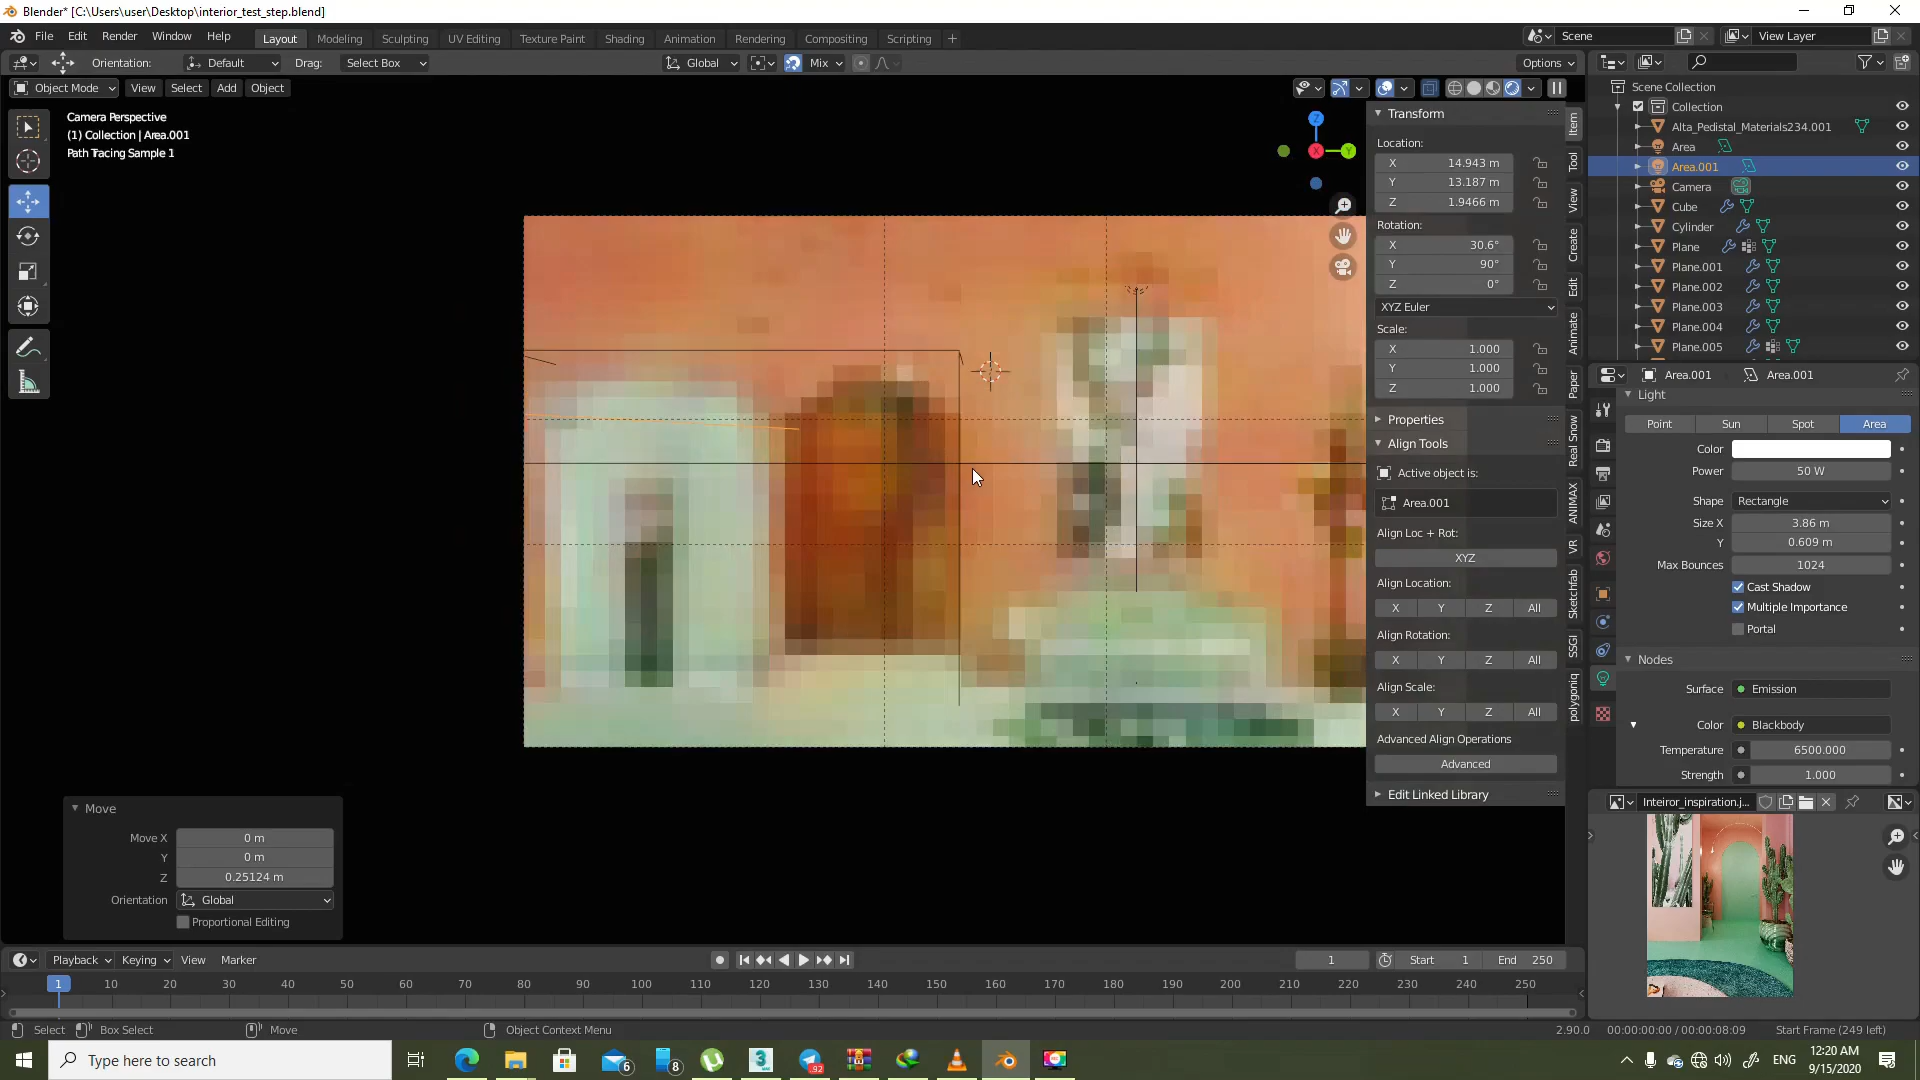 Blender* [C:\Users\user\Desktop\interior_test_step.blend]
File Edit Render Window Help
Layout Modeling Sculpting UV Editing Texture Paint Shading Animation Rendering Compositing Scripting +
Scene
View Layer
Orientation: Default Drag: Select Box
Global
Mix
Options
Object Mode View Select Add Object
Camera Perspective
(1) Collection | Area.001
Path Tracing Sample 1
Z
X
Y
Transform
Location:
X 14.943 m
Y 13.187 m
Z 1.9466 m
Rotation:
X 30.6°
Y 90°
Z 0°
XYZ Euler
Scale:
X 1.000
Y 1.000
Z 1.000
Properties
Align Tools
Active object is:
Area.001
Align Loc + Rot:
XYZ
Align Location:
X Y Z All
Align Rotation:
X Y Z All
Align Scale:
X Y Z All
Advanced Align Operations
Advanced
Edit Linked Library
Item
Tool
View
Create
Edit
Animate
Paper
Real Snow
ANIMAX
VR
Sketchfab
SSGI
polygoniq
Scene Collection
Collection
Alta_Pedistal_Materials234.001
Area
Area.001
Camera
Cube
Cylinder
Plane
Plane.001
Plane.002
Plane.003
Plane.004
Plane.005
Area.001 Area.001
Light
Point Sun Spot Area
Color
Power 50 W
Shape Rectangle
Size X 3.86 m
Y 0.609 m
Max Bounces 1024
Cast Shadow
Multiple Importance
Portal
Nodes
Surface Emission
Color Blackbody
Temperature 6500.000
Strength 1.000
Inteiror_inspiration.j...
Move
Move X 0 m
Y 0 m
Z 0.25124 m
Orientation Global
Proportional Editing
Playback Keying View Marker
1 Start 1 End 250
1 10 20 30 40 50 60 70 80 90 100 110 120 130 140 150 160 170 180 190 200 210 220 230 240 250
Select Box Select Move Object Context Menu
2.90.0 00:00:00:00 / 00:00:08:09 Start Frame (249 left)
Type here to search
6
8
3
92
ENG
12:20 AM
9/15/2020